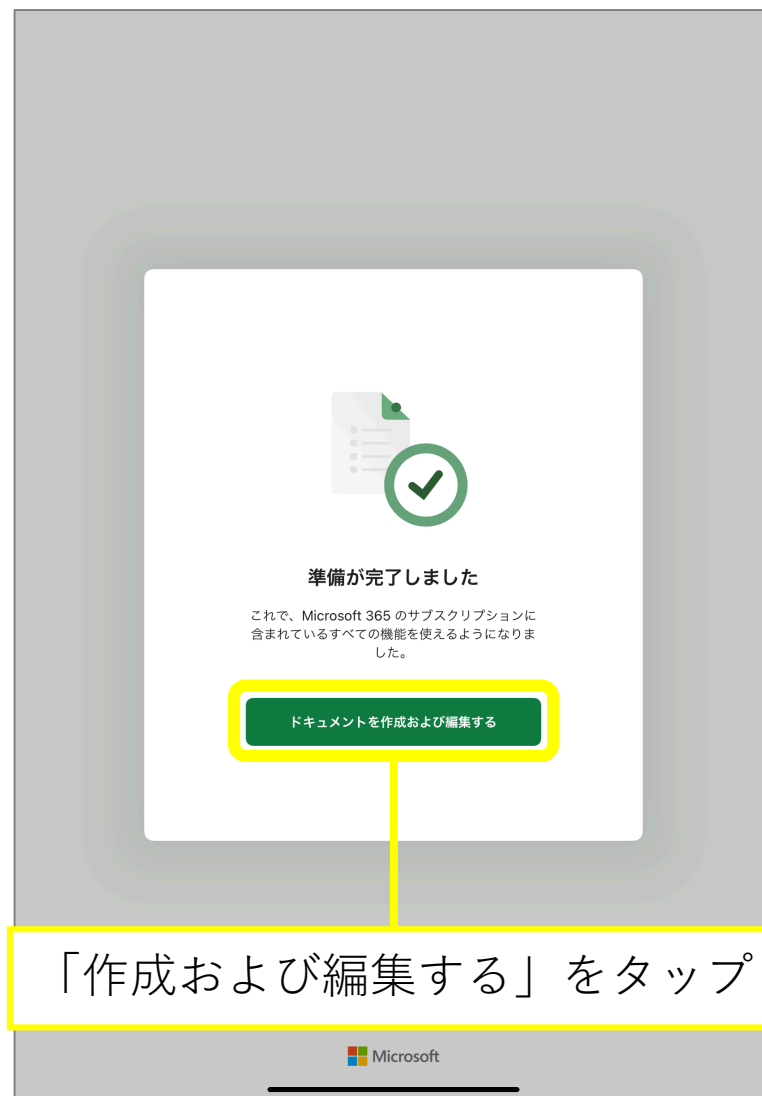 準備が完了しました
これで、Microsoft 365 のサブスクリプションに
含まれているすべての機能を使えるようになりま
した。
ドキュメントを作成および編集する
「作成および編集する」をタップ
Microsoft